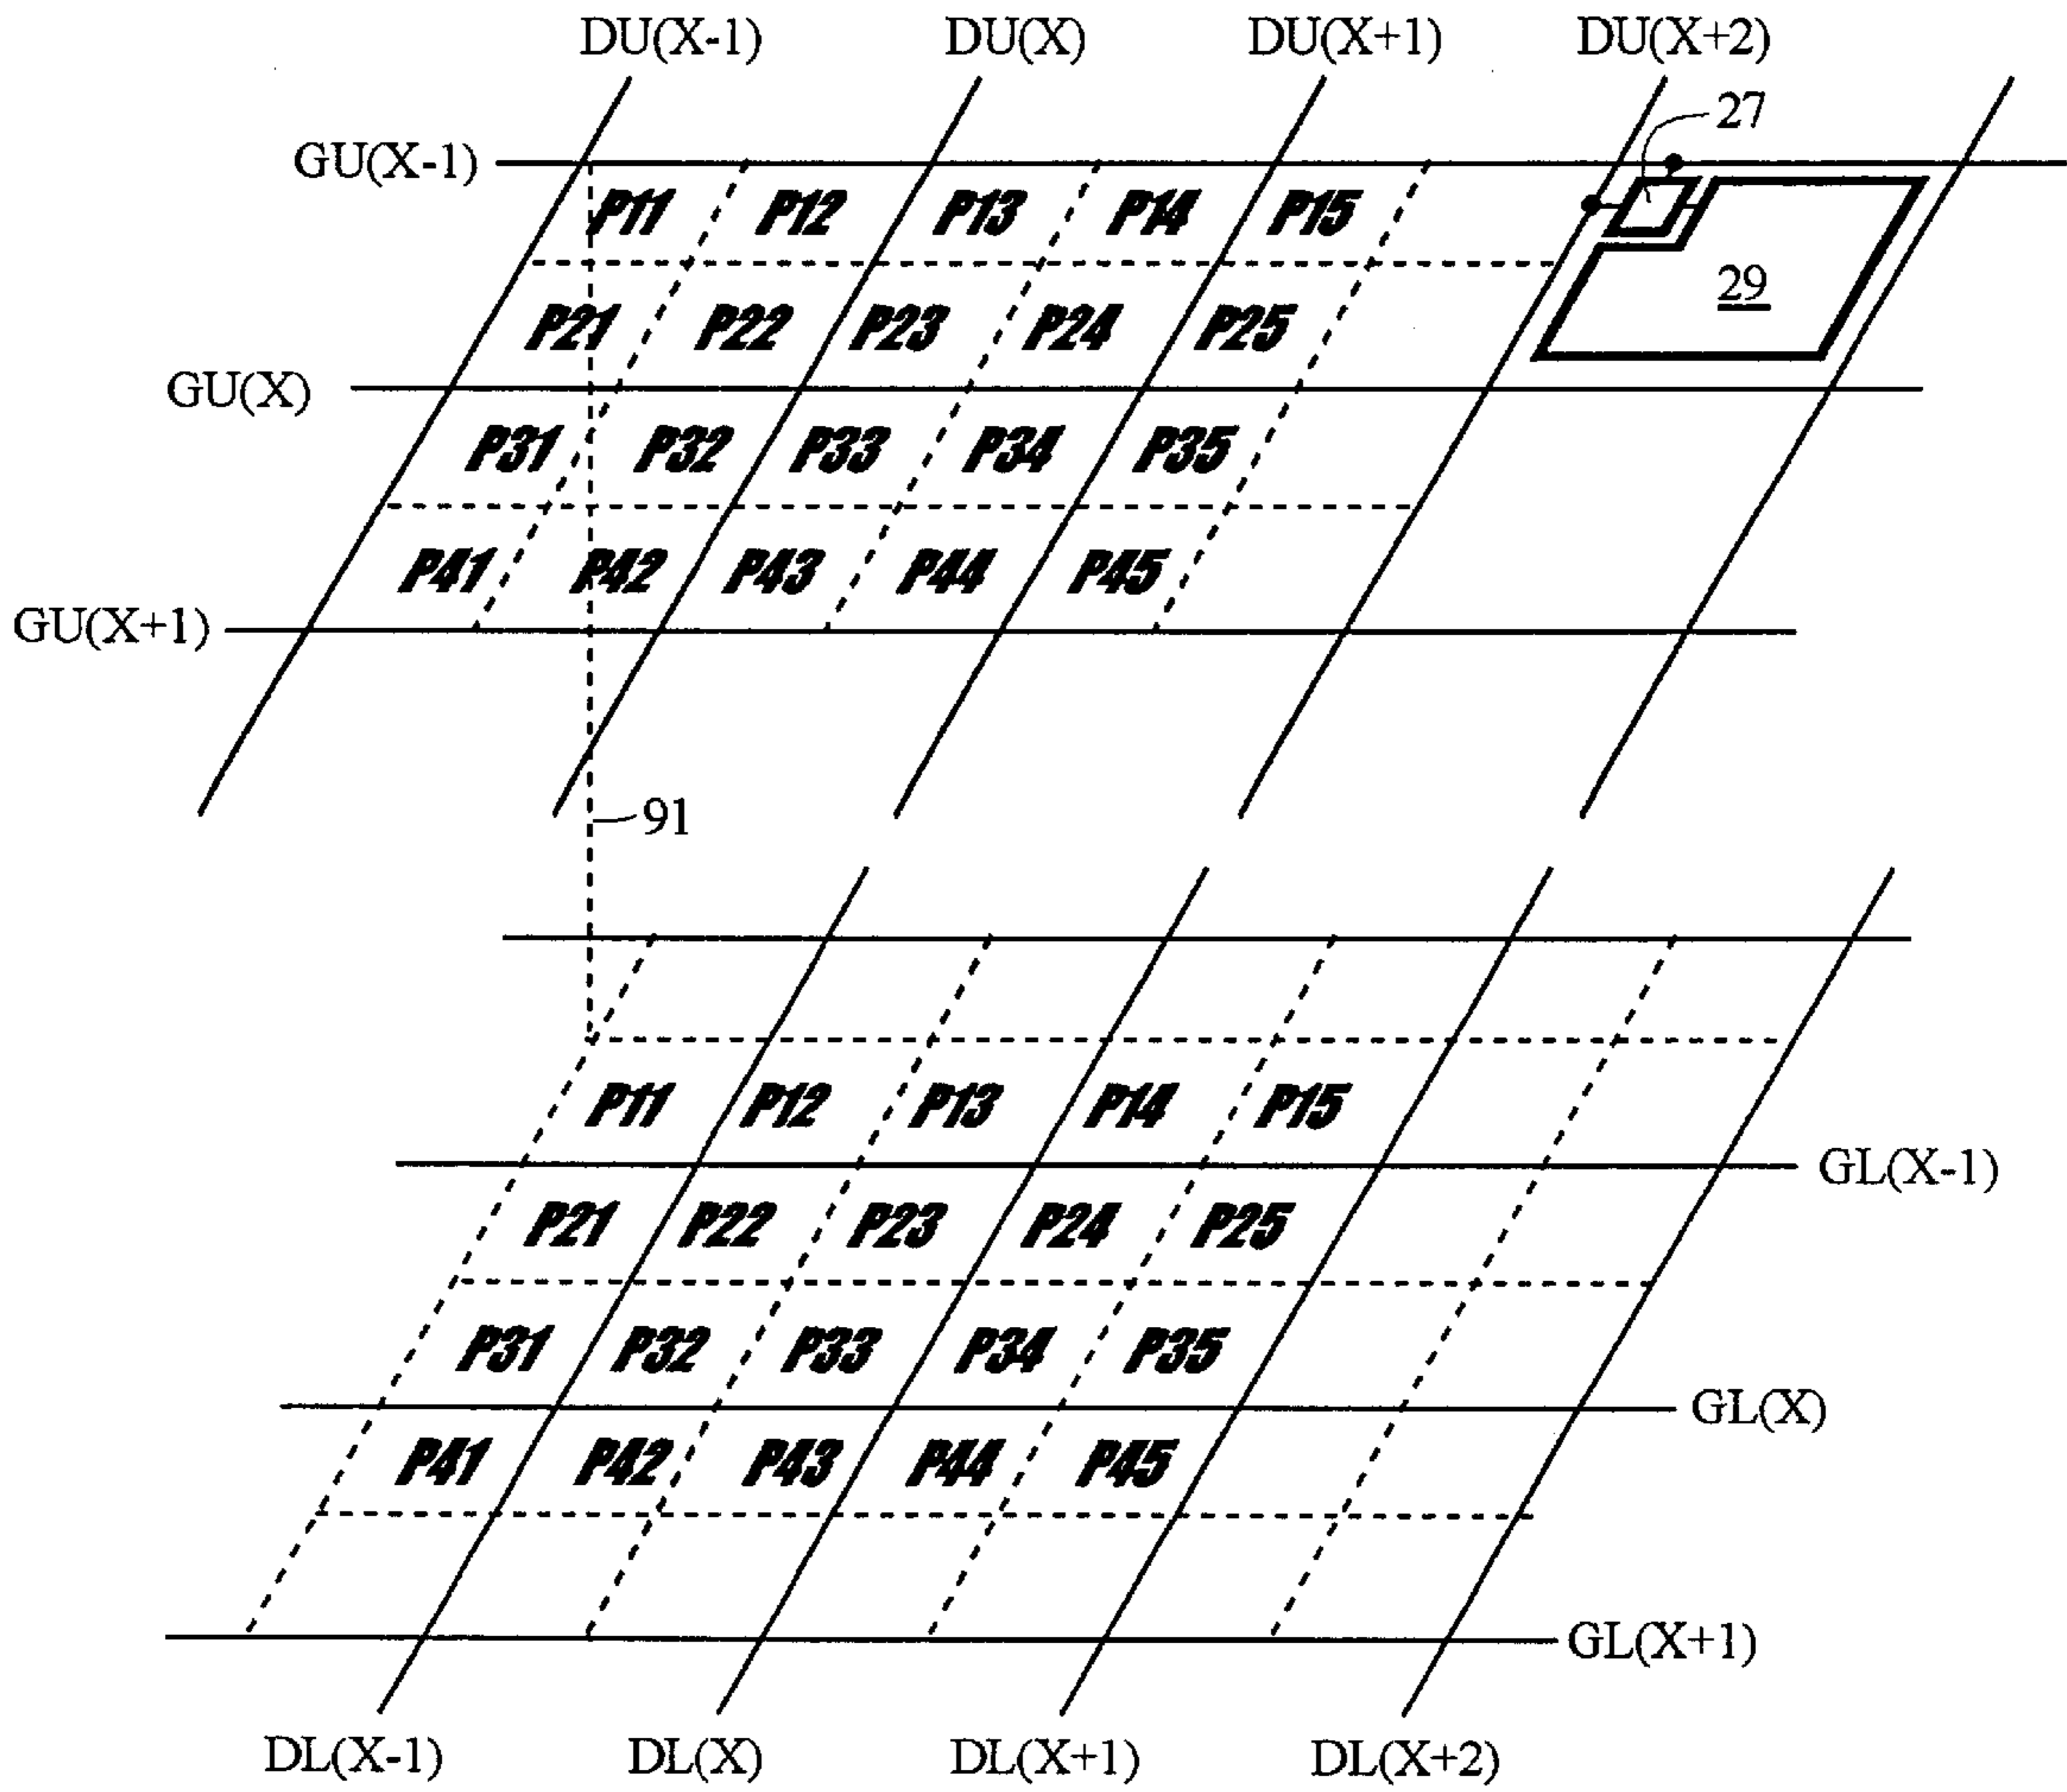 DU(X-1) DU(X) DU(X+1) DU(X+2)
27
GU(X-1)
P11 P12 P13 P14 P15
29
P21 P22 P23 P24 P25
GU(X)
P31 P32 P33 P34 P35
P41 P42 P43 P44 P45
GU(X+1)
91
P11 P12 P13 P14 P15
GL(X-1)
P21 P22 P23 P24 P25
P31 P32 P33 P34 P35
GL(X)
P41 P42 P43 P44 P45
GL(X+1)
DL(X-1) DL(X) DL(X+1) DL(X+2)